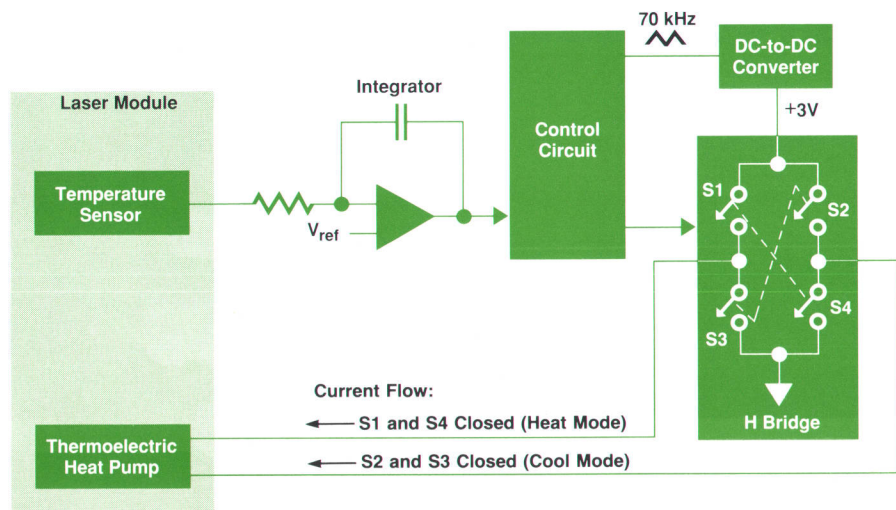 70 kHz
DC-to-DC
Converter
+3V
Laser Module
Integrator
Control
Circuit
Temperature
Sensor
Vref
S1
S2
S3
S4
H Bridge
Current Flow:
S1 and S4 Closed (Heat Mode)
S2 and S3 Closed (Cool Mode)
Thermoelectric
Heat Pump